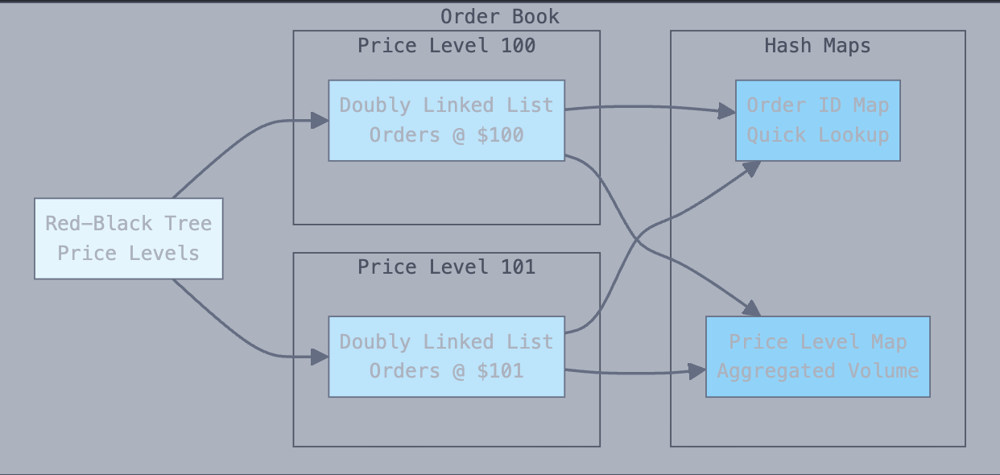 Order Book
Price Level 100
Doubly Linked List
Orders @ $100
Hash Maps
Order ID Map
Quick Lookup
Red-Black Tree
Price Levels
Price Level 101
Doubly Linked List
Orders @ $101
Price Level Map
Aggregated Volume